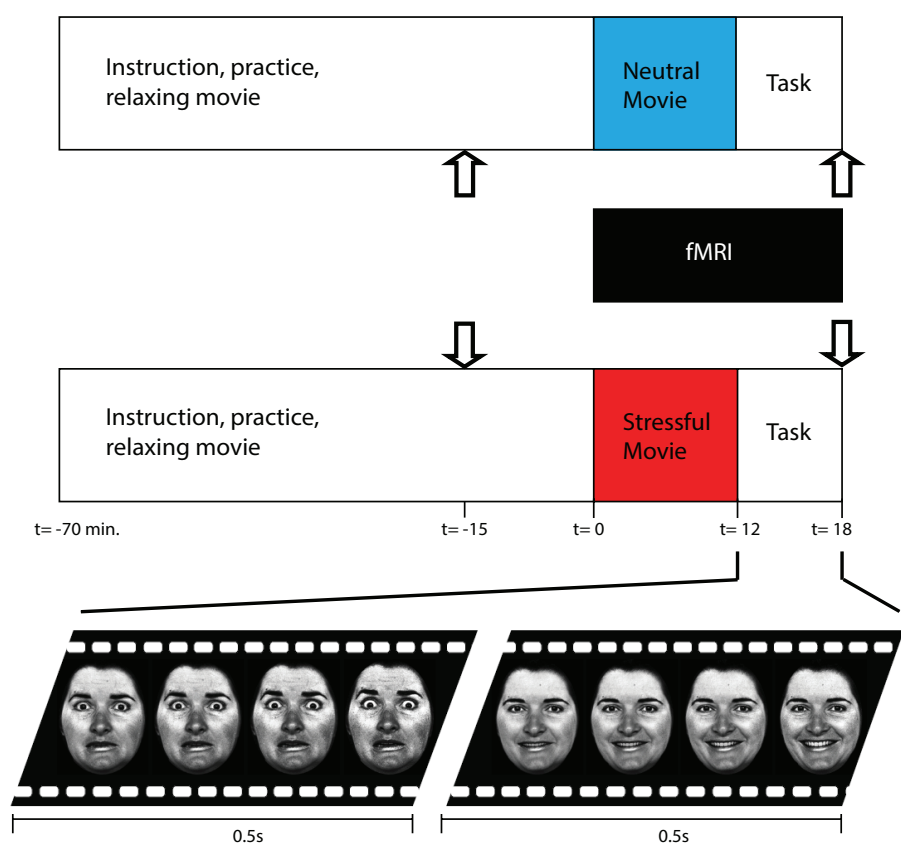 Instruction, practice,
relaxing movie
Neutral
Movie
Task
fMRI
Instruction, practice,
relaxing movie
Stressful
Movie
Task
t= -70 min.
t= -15
t= 0
t= 12
t= 18
0.5s
0.5s